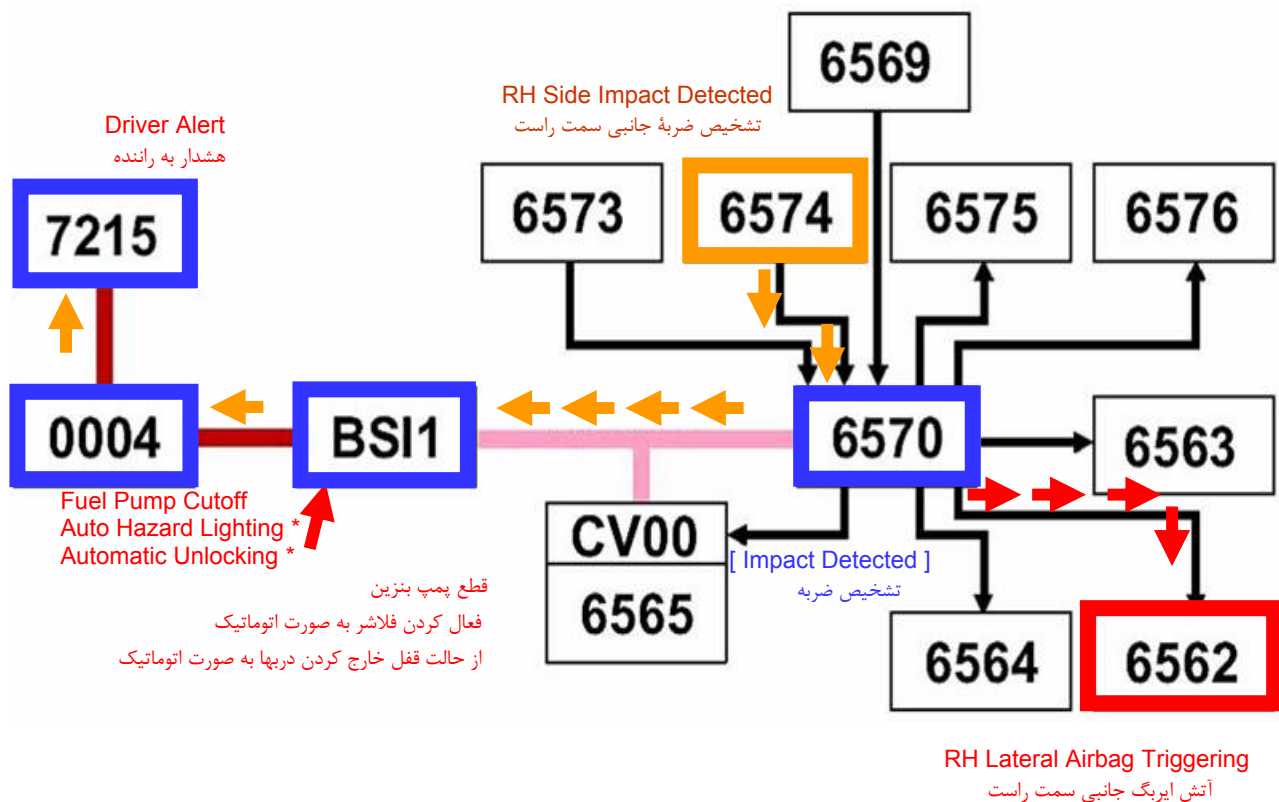 6569
RH Side Impact Detected
تشخیص ضربۀ جانبی سمت راست
Driver Alert
هشدار به راننده
7215
6573
6574
6575
6576
0004
BSI1
6570
6563
Fuel Pump Cutoff
Auto Hazard Lighting *
Automatic Unlocking *
CV00
6565
[ Impact Detected ]
تشخیص ضربه
قطع پمپ بنزین
فعال کردن فلاشر به صورت اتوماتیک
از حالت قفل خارج کردن دربها به صورت اتوماتیک
6564
6562
RH Lateral Airbag Triggering
آتش ایربگ جانبی سمت راست